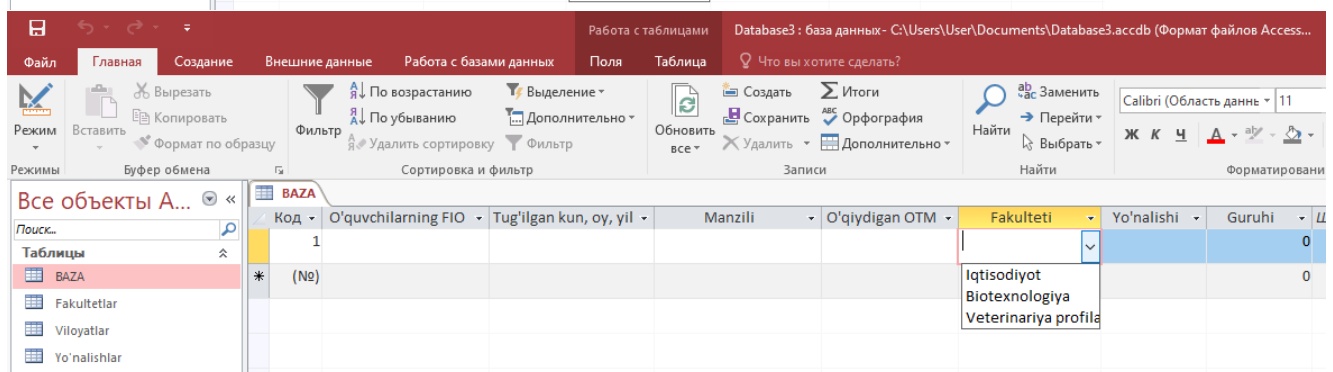 Работа с таблицами Database3 : база данных- C:\Users\User\Documents\Database3.accdb (Формат файлов Access...
Файл Главная Создание Внешние данные Работа с базами данных Поля Таблица Что вы хотите сделать?
Режим
Вставить
Вырезать
Копировать
Формат по образцу
Фильтр
По возрастанию
По убыванию
Удалить сортировку
Выделение
Дополнительно
Фильтр
Обновить
все
Создать
Сохранить
Удалить
Итоги
Орфография
Дополнительно
Найти
Заменить
Перейти
Выбрать
Calibri (Область даннь 11
Ж К Ч А
Режимы Буфер обмена Сортировка и фильтр Записи Найти Форматировани
Все объекты А... «
Поиск...
Таблицы
BAZA
Fakultetlar
Viloyatlar
Yo'nalishlar
BAZA
Код O'quvchilarning FIO Tug'ilgan kun, oy, yil Manzili O'qiydigan OTM Fakulteti Yo'nalishi Guruhi
1 0
(№) 0
Iqtisodiyot
Biotexnologiya
Veterinariya profila